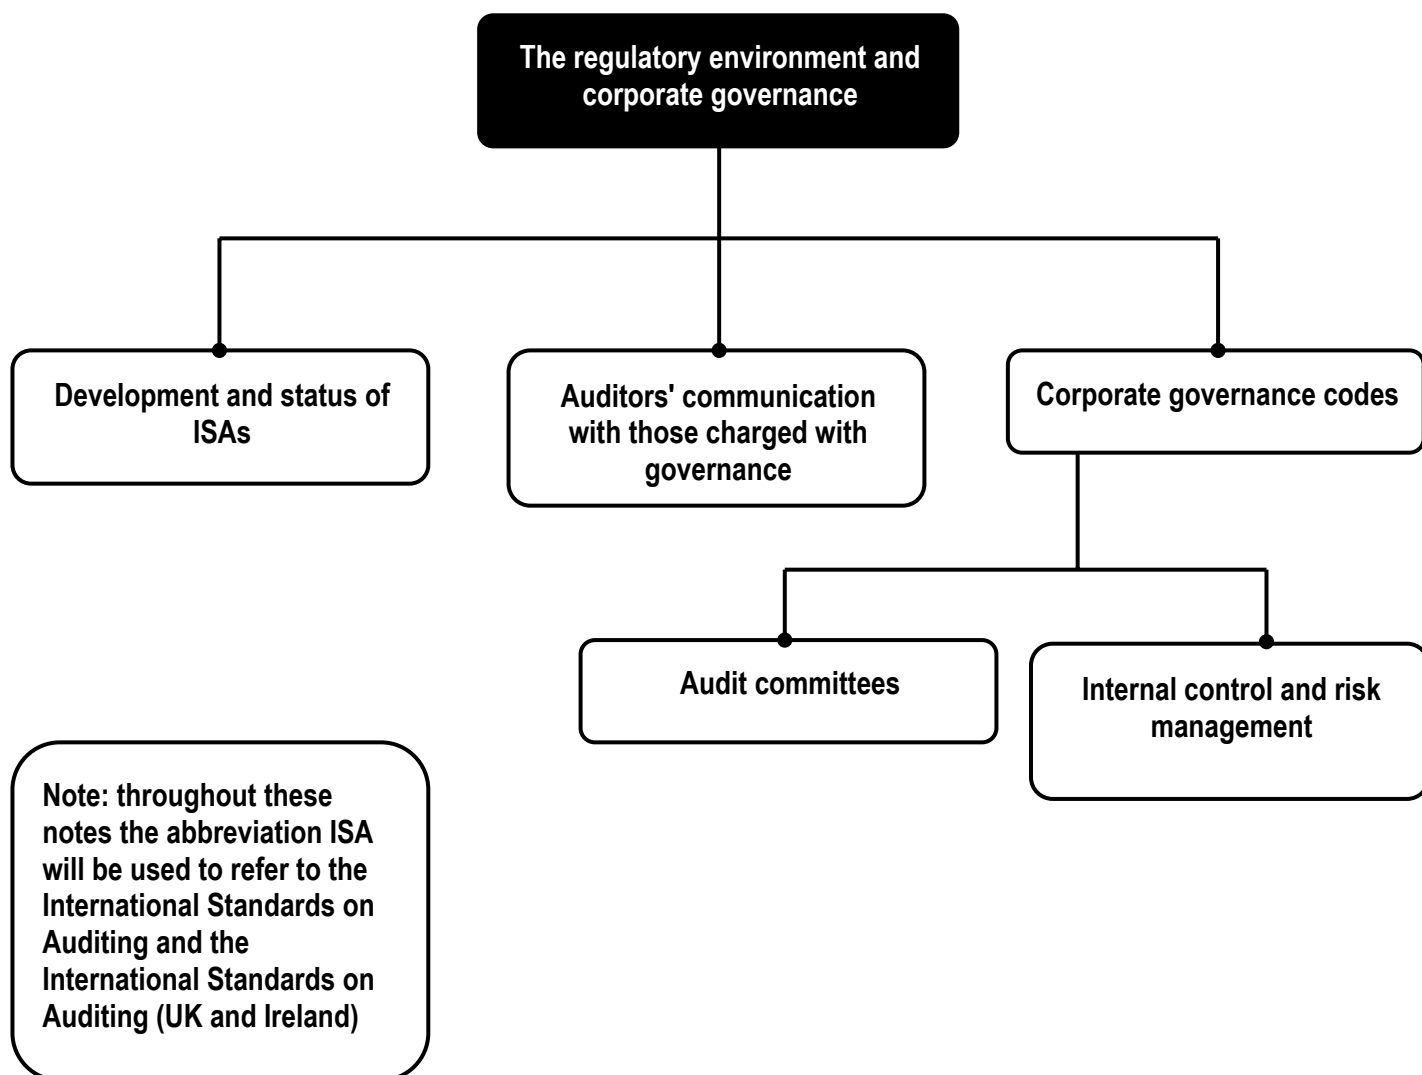 The regulatory environment and
corporate governance
Development and status of
ISAs
Auditors' communication
with those charged with
governance
Corporate governance codes
Audit committees
Internal control and risk
management
Note: throughout these
notes the abbreviation ISA
will be used to refer to the
International Standards on
Auditing and the
International Standards on
Auditing (UK and Ireland)